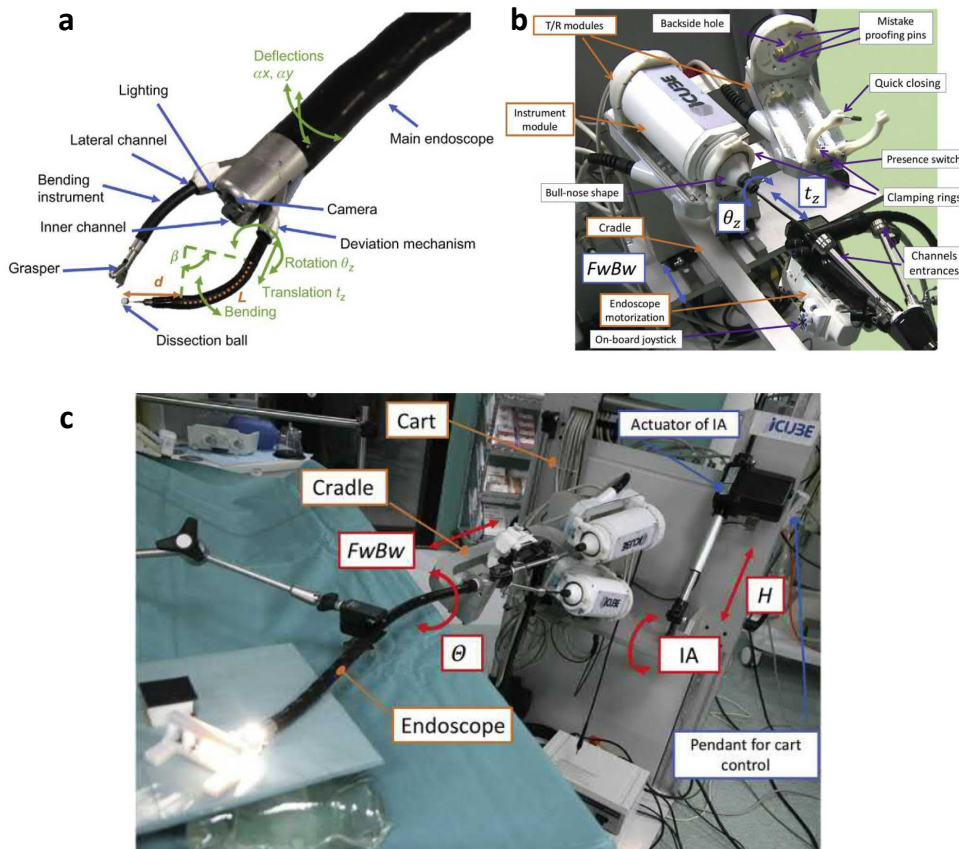 a
Deflections
αx, αy
Lighting
Lateral channel
Main endoscope
Bending
instrument
Camera
Inner channel
Deviation mechanism
β
Rotation θz
Grasper
d
Translation tz
L
Bending
Dissection ball
b
T/R modules
Backside hole
Mistake
proofing pins
Quick closing
iCUBE
Instrument
module
Presence switch
Bull-nose shape
tz
Clamping rings
θz
Cradle
Channels
entrances
FwBw
Endoscope
motorization
On-board joystick
c
Cart
Actuator of IA
iCUBE
Cradle
FwBw
iCUBE
iCUBE
H
Θ
IA
Endoscope
Pendant for cart
control